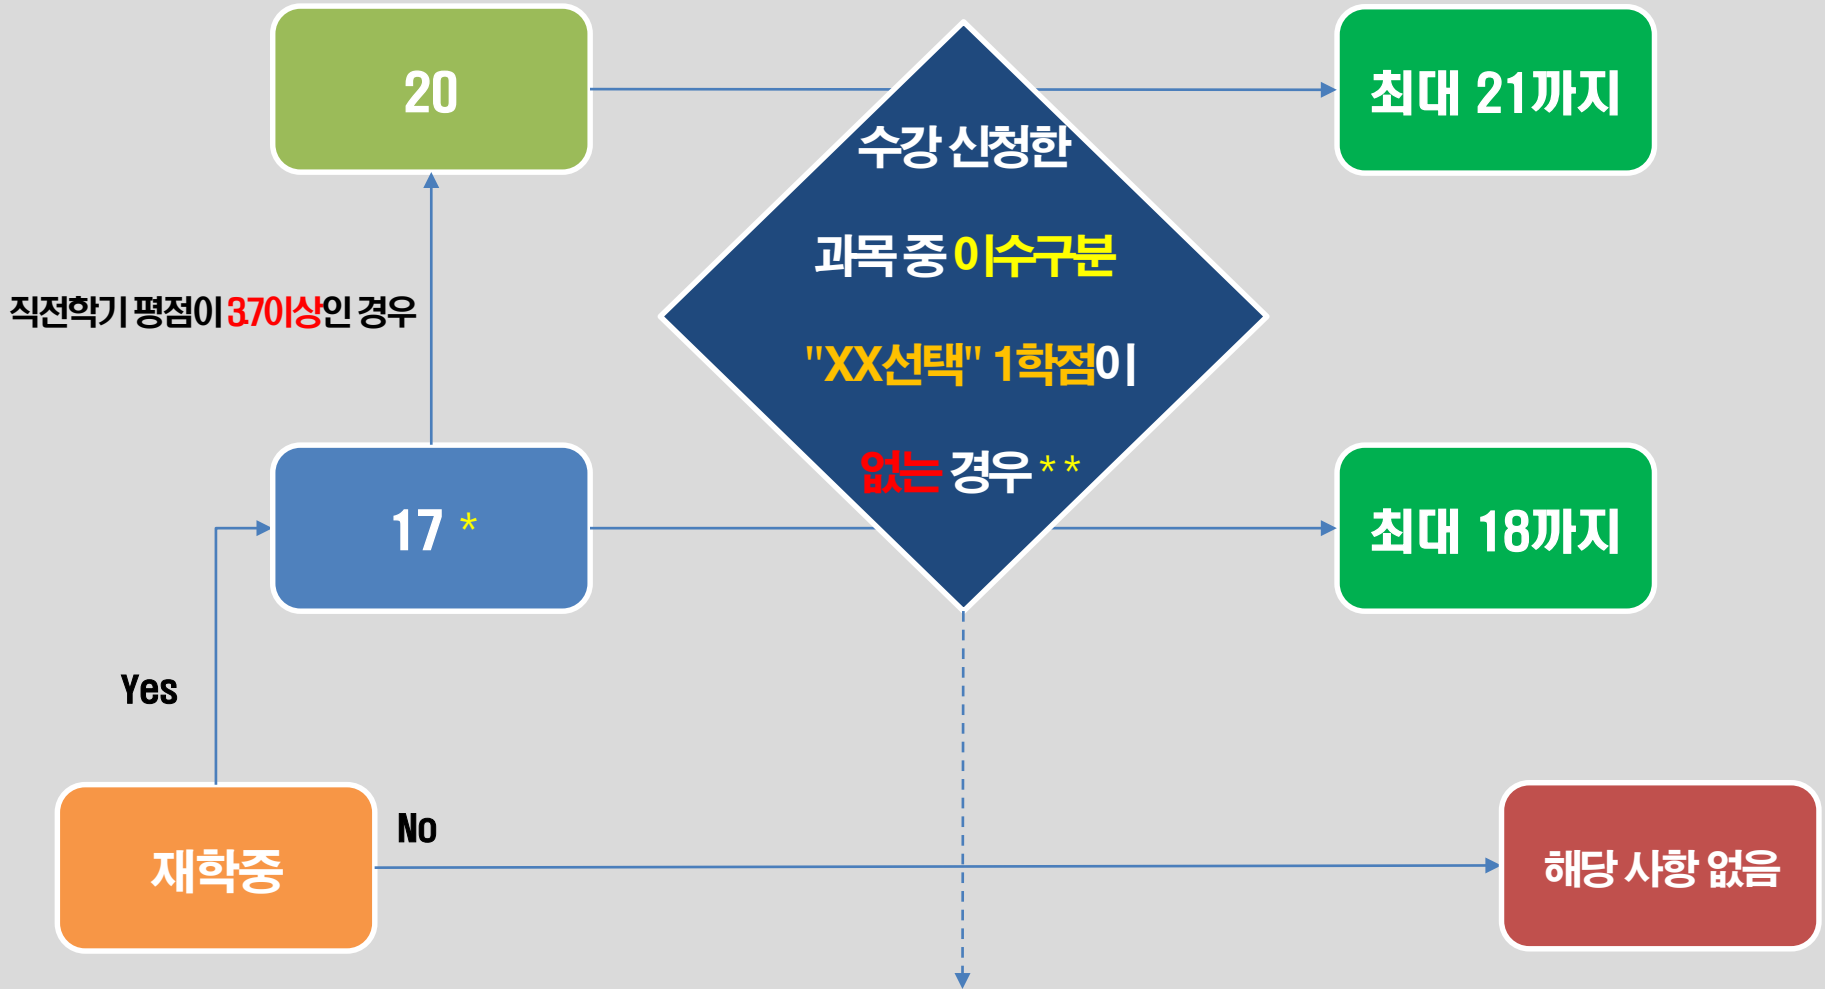 20
최대 21까지
수강 신청한
과목 중 이수구분
"XX선택" 1학점이
없는 경우 **
직전학기 평점이 3.7이상인 경우
17 *
최대 18까지
Yes
No
재학중
해당 사항 없음